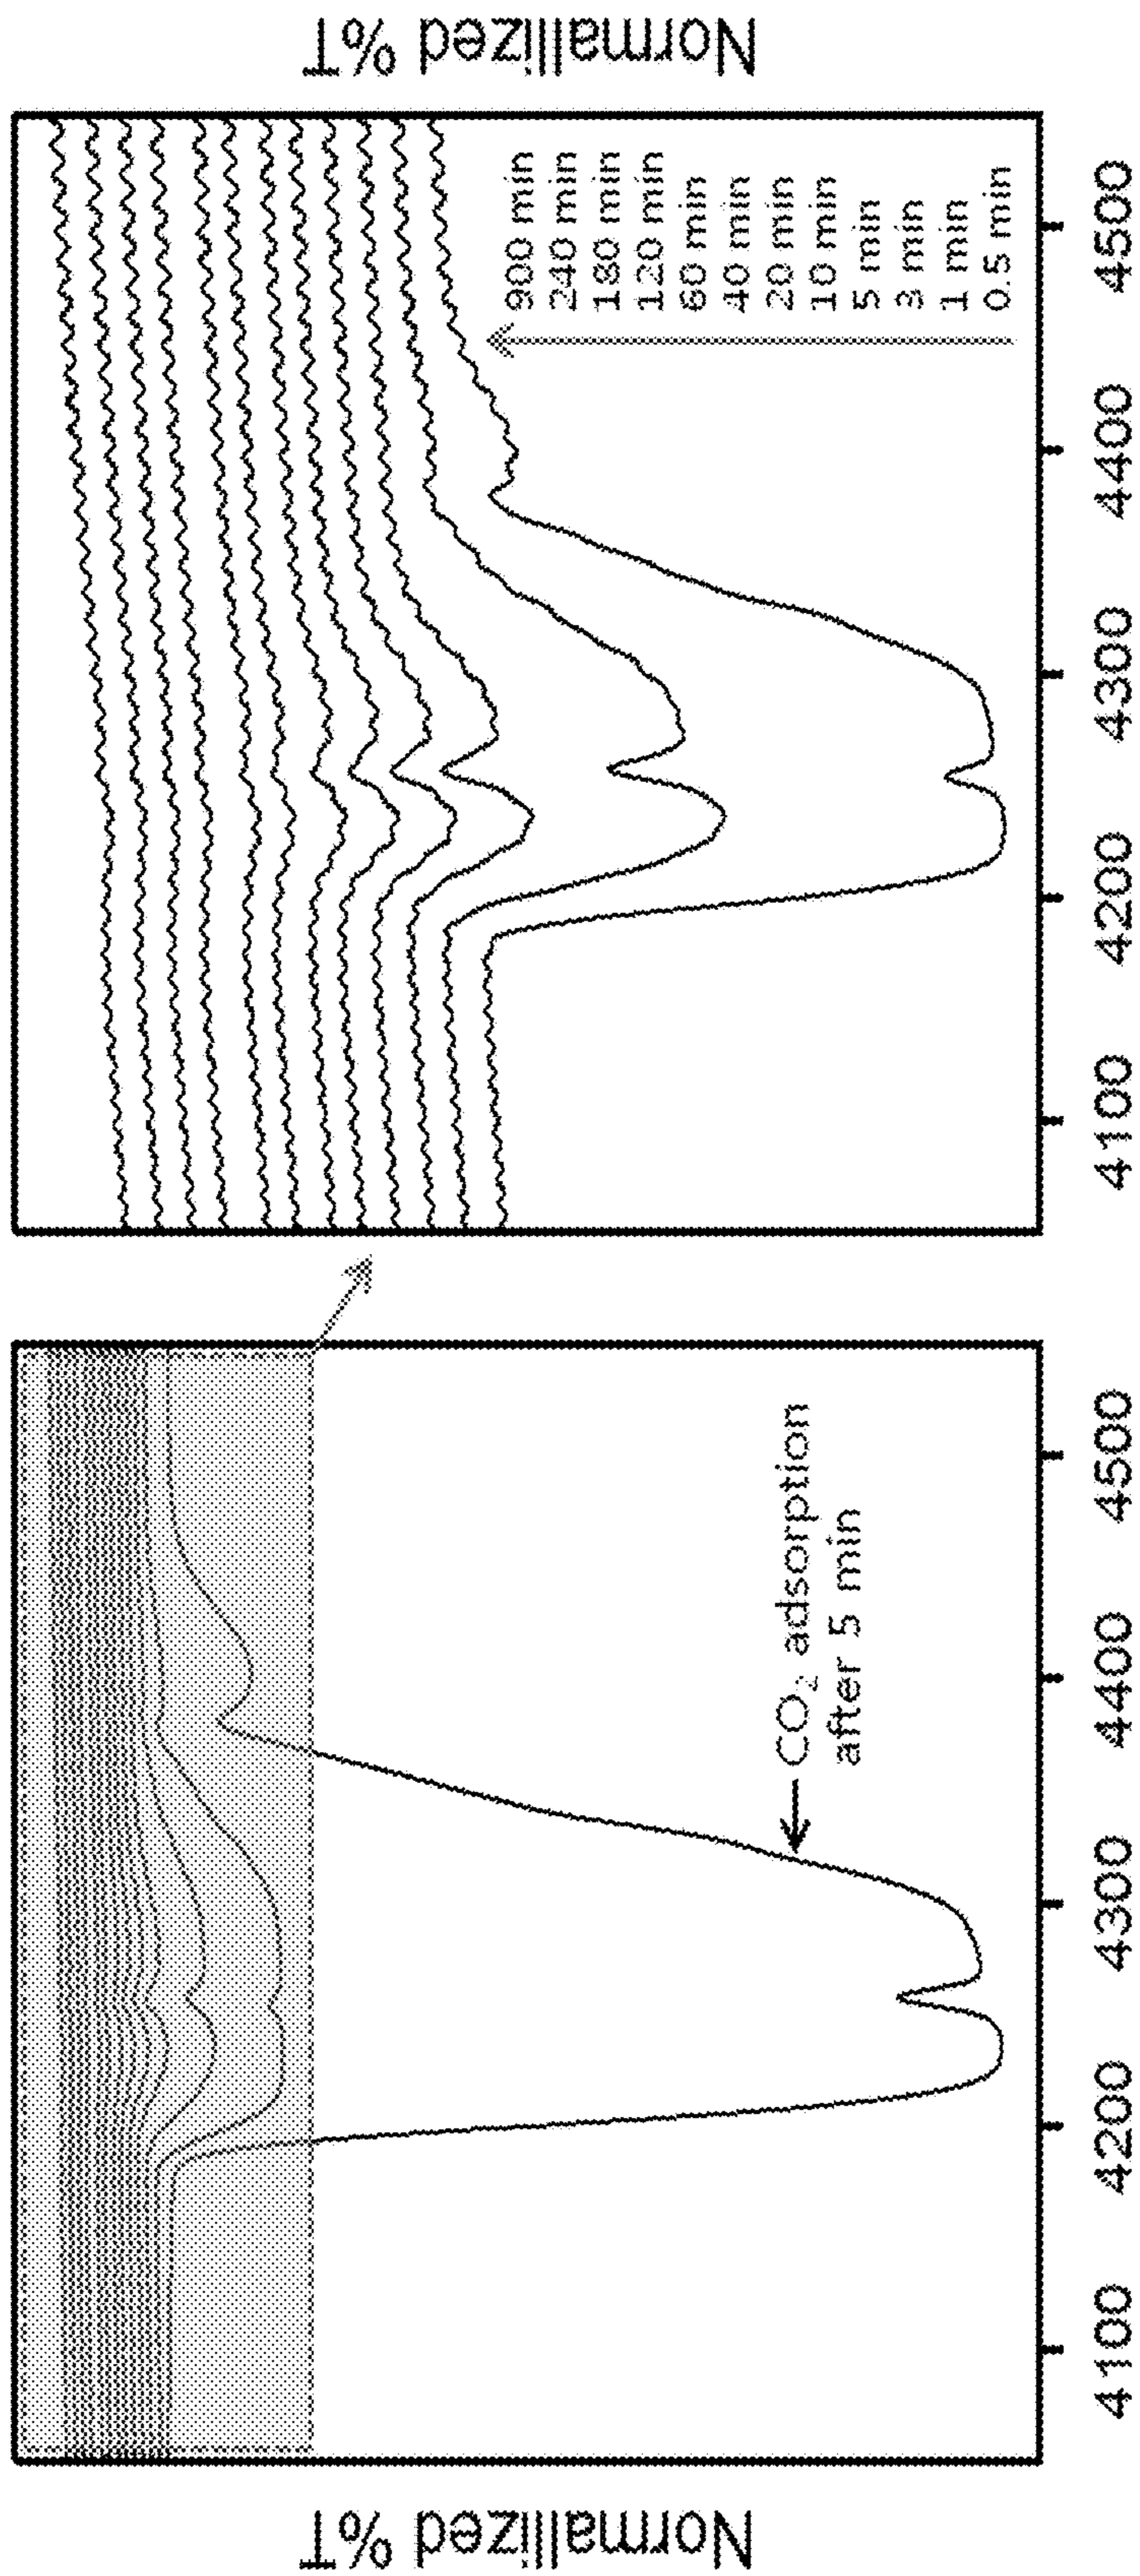 Normallized %T
CO₂ adsorption
after 5 min
4100 4200 4300 4400 4500
900 min
240 min
180 min
120 min
60 min
40 min
20 min
10 min
5 min
3 min
1 min
0.5 min
4100 4200 4300 4400 4500
Normallized %T